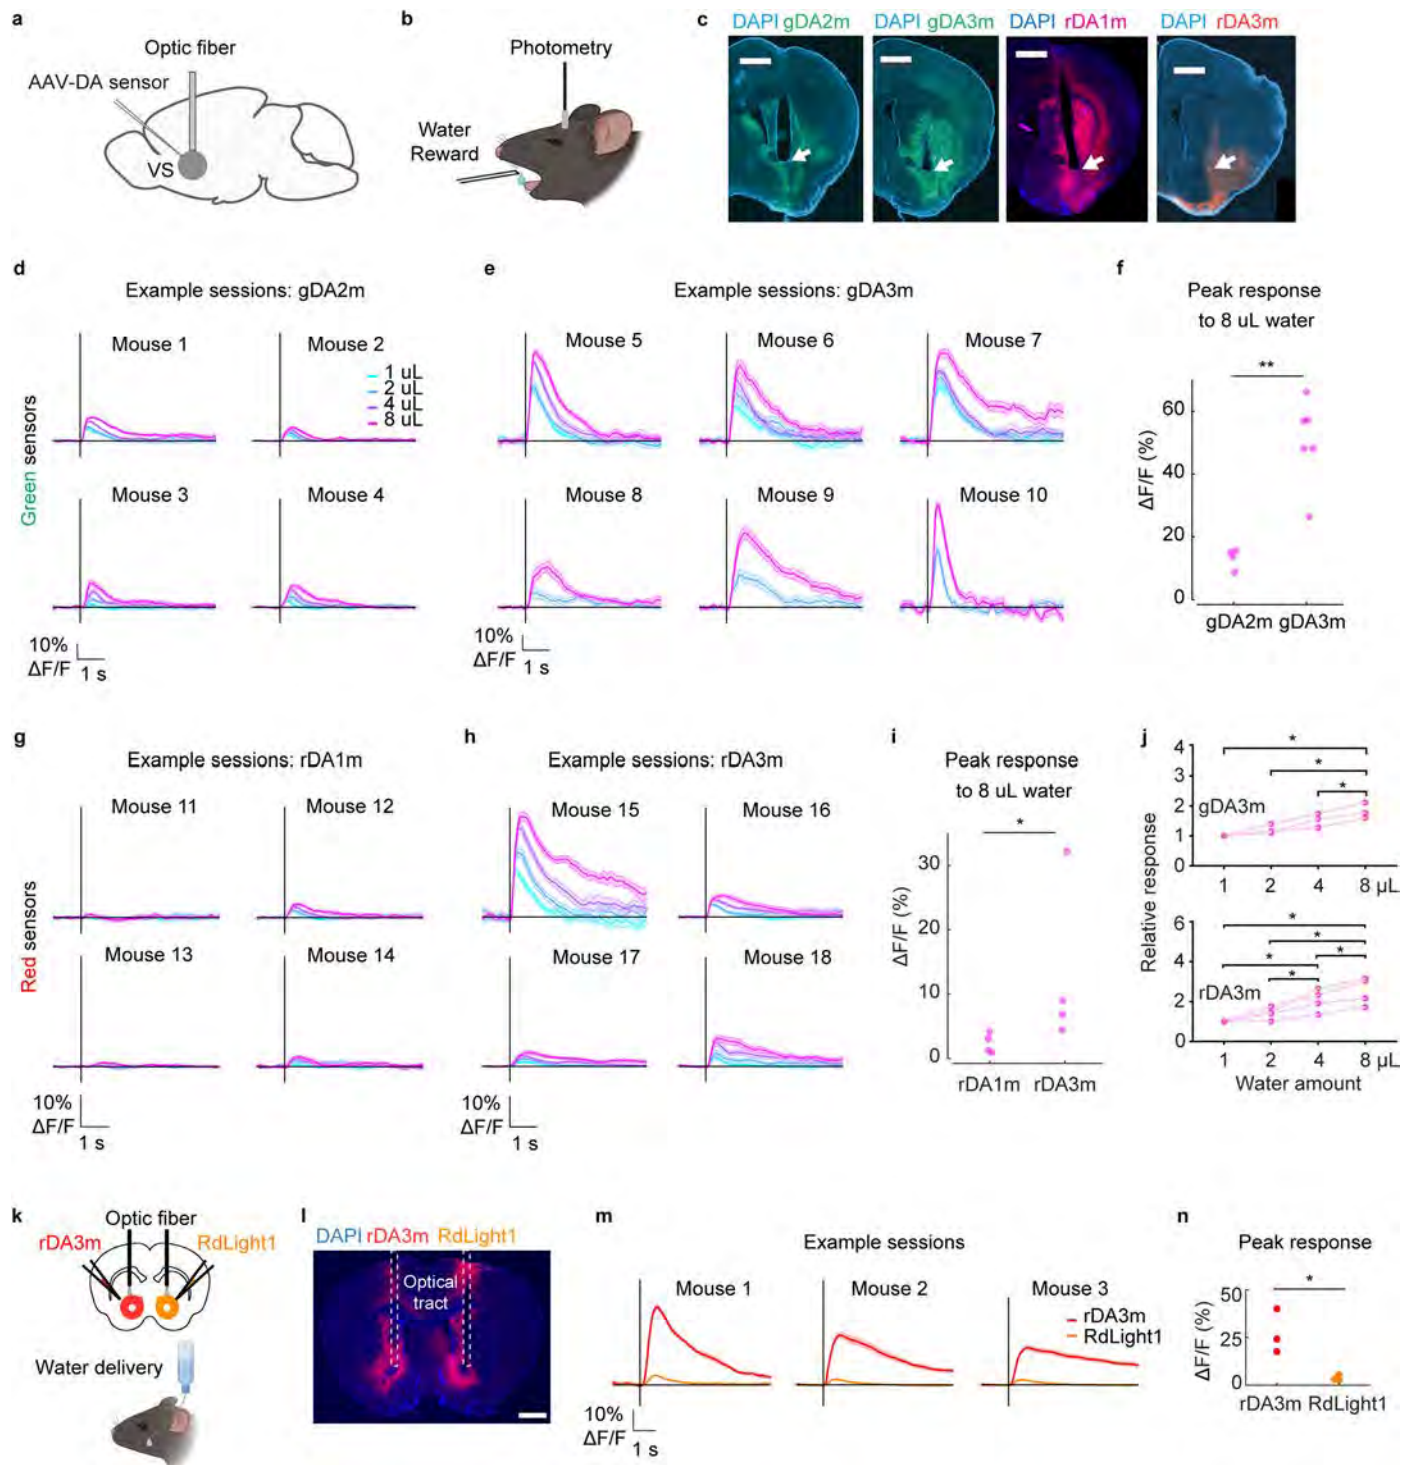 a
Optic fiber
AAV-DA sensor
VS
b
Photometry
Water
Reward
c
DAPI gDA2m
DAPI gDA3m
DAPI rDA1m
DAPI rDA3m
d
Example sessions: gDA2m
Green sensors
Mouse 1
Mouse 2
1 uL
2 uL
4 uL
8 uL
Mouse 3
Mouse 4
10%
ΔF/F
1 s
e
Example sessions: gDA3m
Mouse 5
Mouse 6
Mouse 7
Mouse 8
Mouse 9
Mouse 10
10%
ΔF/F
1 s
f
Peak response
to 8 uL water
**
ΔF/F (%)
60
40
20
0
gDA2m gDA3m
g
Example sessions: rDA1m
Red sensors
Mouse 11
Mouse 12
Mouse 13
Mouse 14
10%
ΔF/F
1 s
h
Example sessions: rDA3m
Mouse 15
Mouse 16
Mouse 17
Mouse 18
10%
ΔF/F
1 s
i
Peak response
to 8 uL water
*
ΔF/F (%)
30
20
10
0
rDA1m rDA3m
j
Relative response
4
3
2
1
0
*
*
*
gDA3m
1 2 4 8 μL
6
4
2
0
*
*
* *
*
rDA3m
1 2 4 8 μL
Water amount
k
Optic fiber
rDA3m
RdLight1
Water delivery
l
DAPI rDA3m RdLight1
Optical
tract
m
Example sessions
Mouse 1
Mouse 2
Mouse 3
rDA3m
RdLight1
10%
ΔF/F
1 s
n
Peak response
*
ΔF/F (%)
50
25
0
rDA3m RdLight1